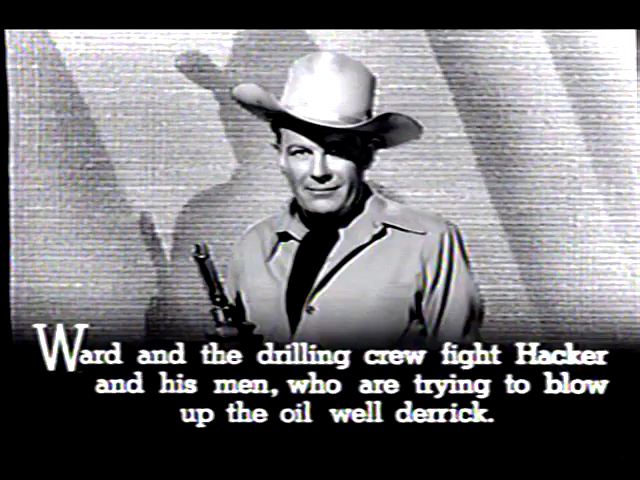 Ward and the drilling crew fight Hacker
and his men, who are trying to blow
up the oil well derrick.